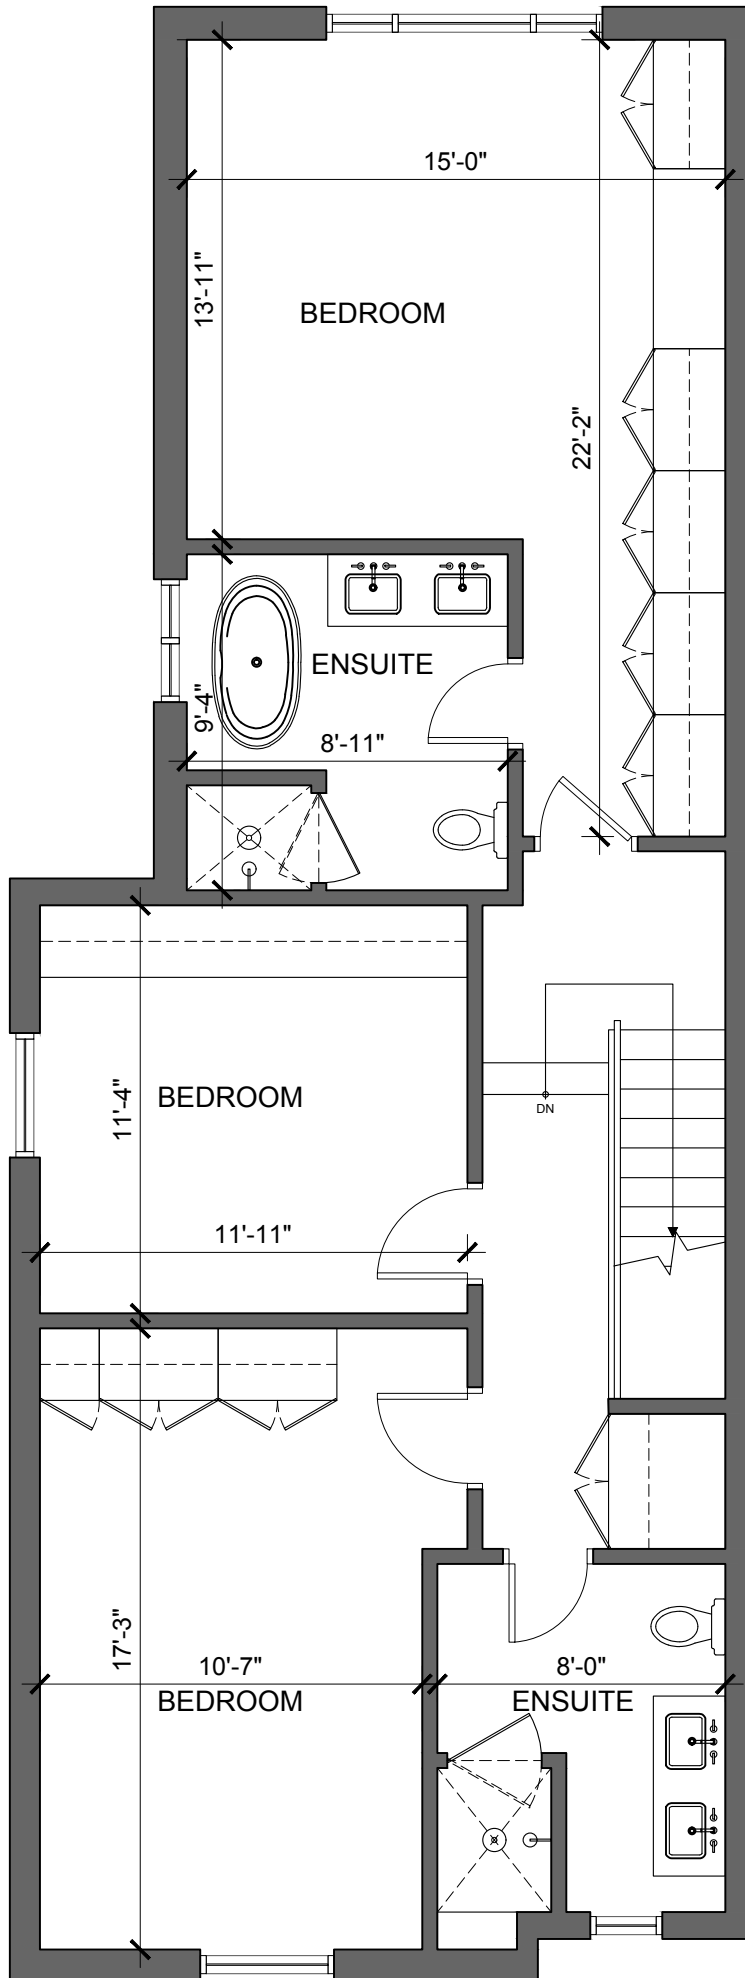 15'-0"
13'-11"
BEDROOM
22'-2"
ENSUITE
9'-4"
8'-11"
BEDROOM
11'-4"
DN
11'-11"
17'-3"
10'-7"
8'-0"
BEDROOM
ENSUITE